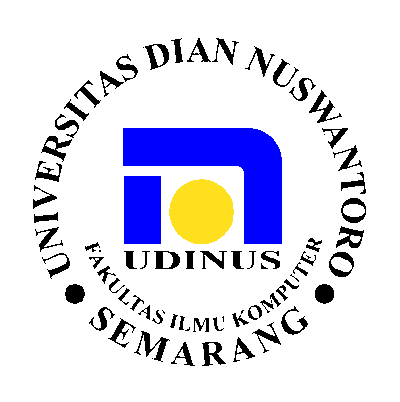 UNIVERSITAS DIAN NUSWANTORO
UDINUS
FAKULTAS ILMU KOMPUTER
SEMARANG